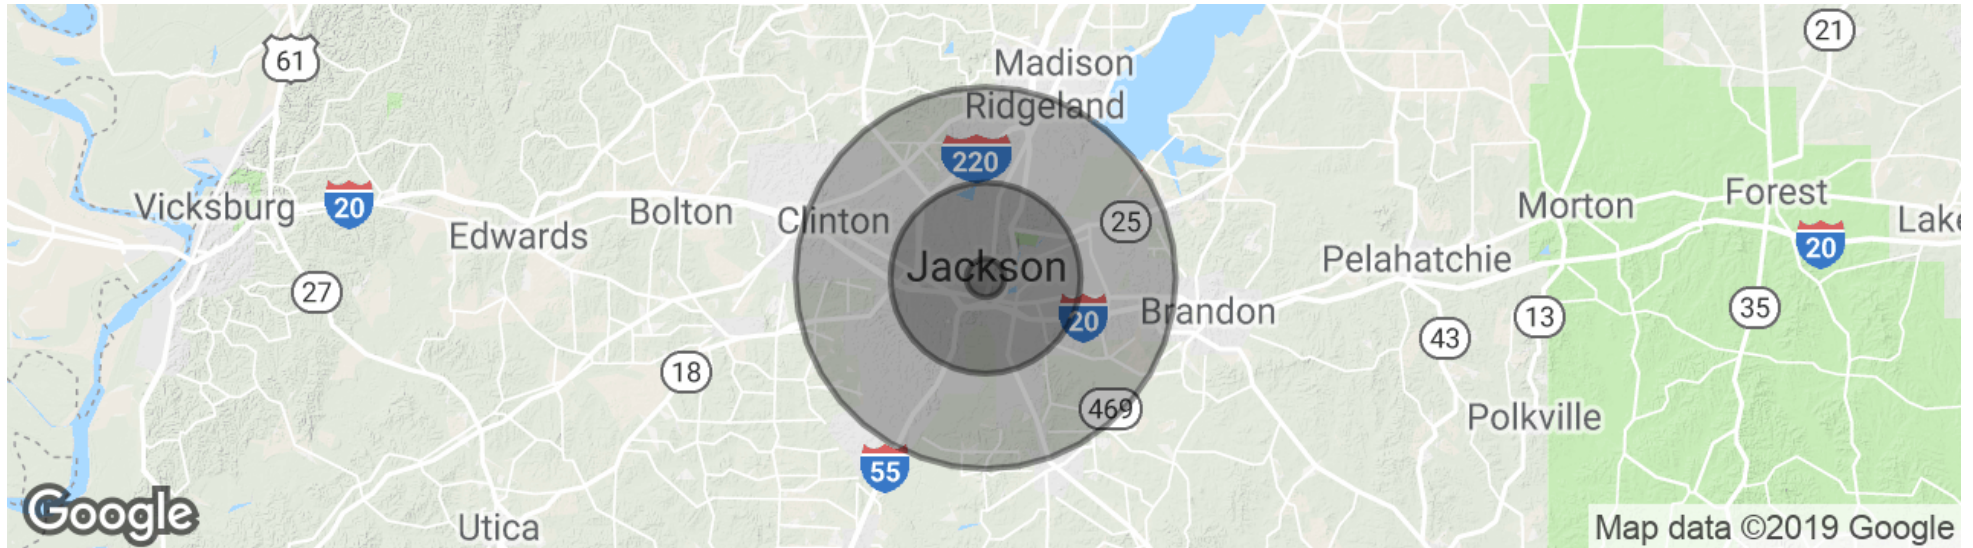 21
61
Madison
Ridgeland
220
Vicksburg
20
Edwards
Bolton
Clinton
25
Morton
Forest
Lake
20
Jackson
Pelahatchie
27
20
Brandon
43
13
35
18
469
Polkville
55
Google
Utica
Map data ©2019 Google